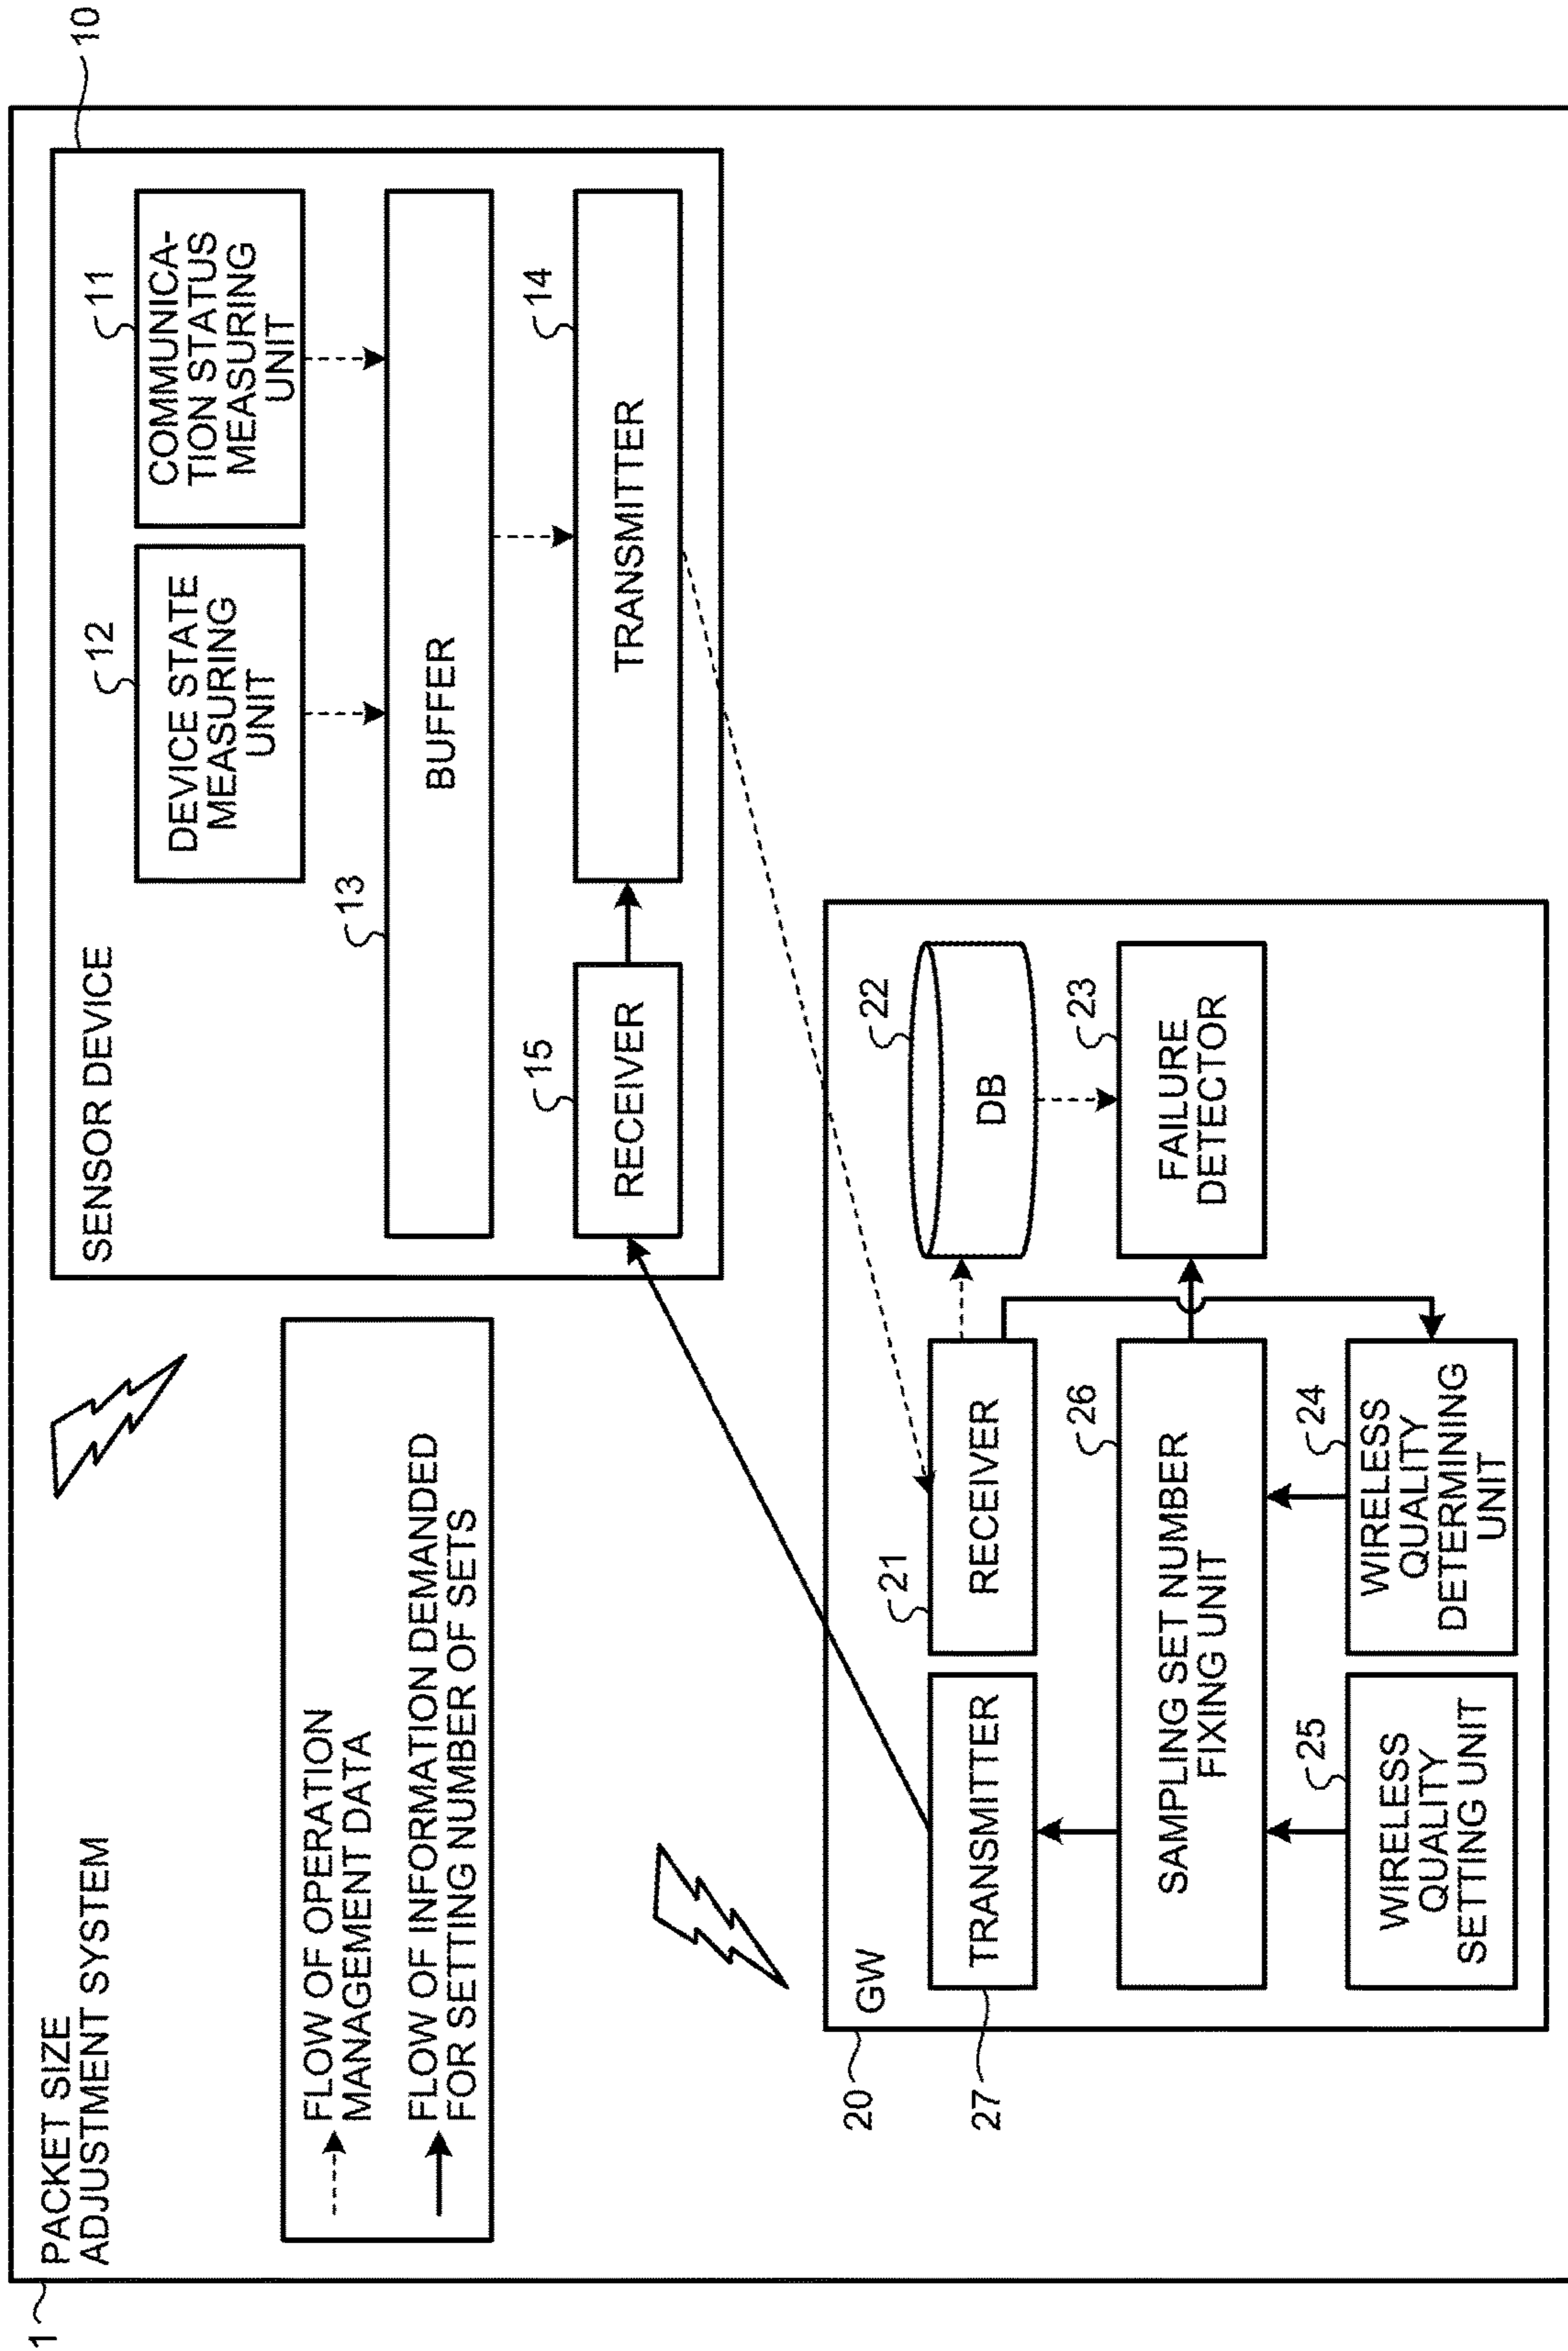 1
PACKET SIZE
ADJUSTMENT SYSTEM
FLOW OF OPERATION
MANAGEMENT DATA
FLOW OF INFORMATION DEMANDED
FOR SETTING NUMBER OF SETS
10
SENSOR DEVICE
12
DEVICE STATE
MEASURING
UNIT
11
COMMUNICA-
TION STATUS
MEASURING
UNIT
13
BUFFER
15
RECEIVER
14
TRANSMITTER
20
GW
27
TRANSMITTER
21
RECEIVER
22
DB
26
SAMPLING SET NUMBER
FIXING UNIT
23
FAILURE
DETECTOR
25
WIRELESS
QUALITY
SETTING UNIT
24
WIRELESS
QUALITY
DETERMINING
UNIT